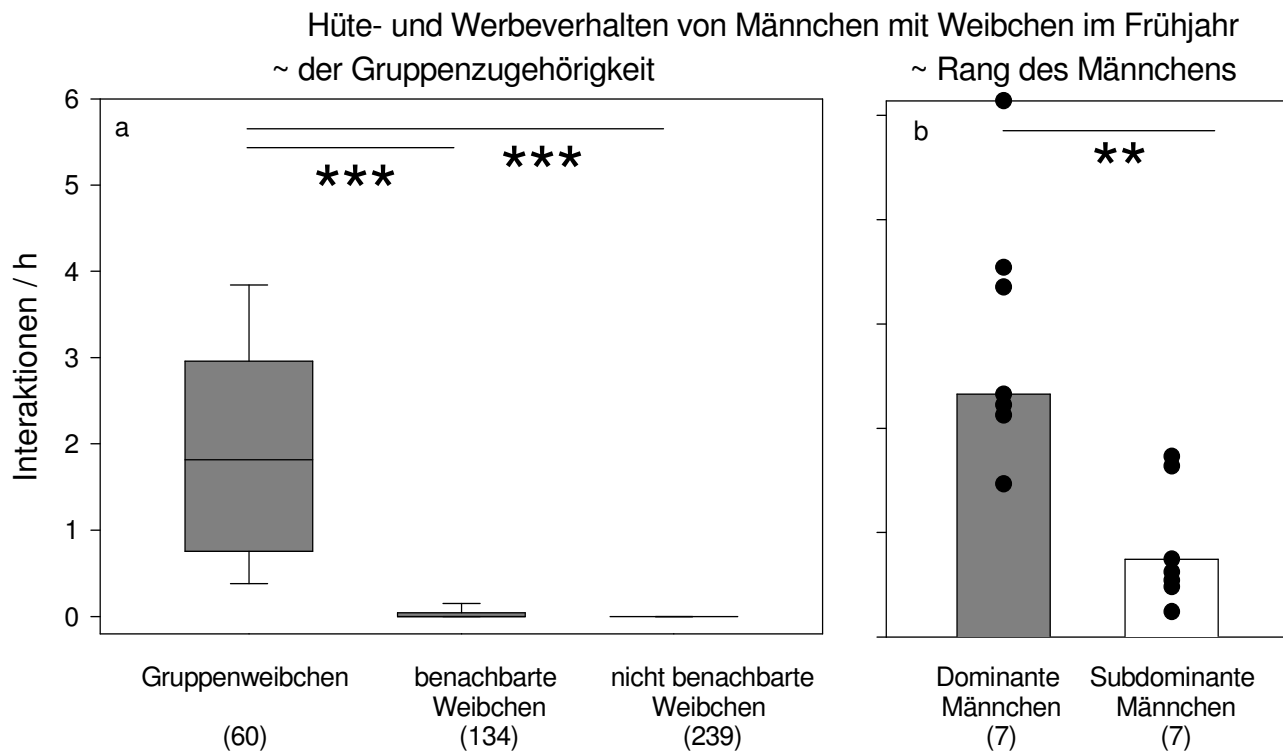 Hüte- und Werbeverhalten von Männchen mit Weibchen im Frühjahr
~ der Gruppenzugehörigkeit
~ Rang des Männchens
a
b
***
***
**
6
5
4
3
2
1
0
Interaktionen / h
Gruppenweibchen
(60)
benachbarte
Weibchen
(134)
nicht benachbarte
Weibchen
(239)
Dominante
Männchen
(7)
Subdominante
Männchen
(7)